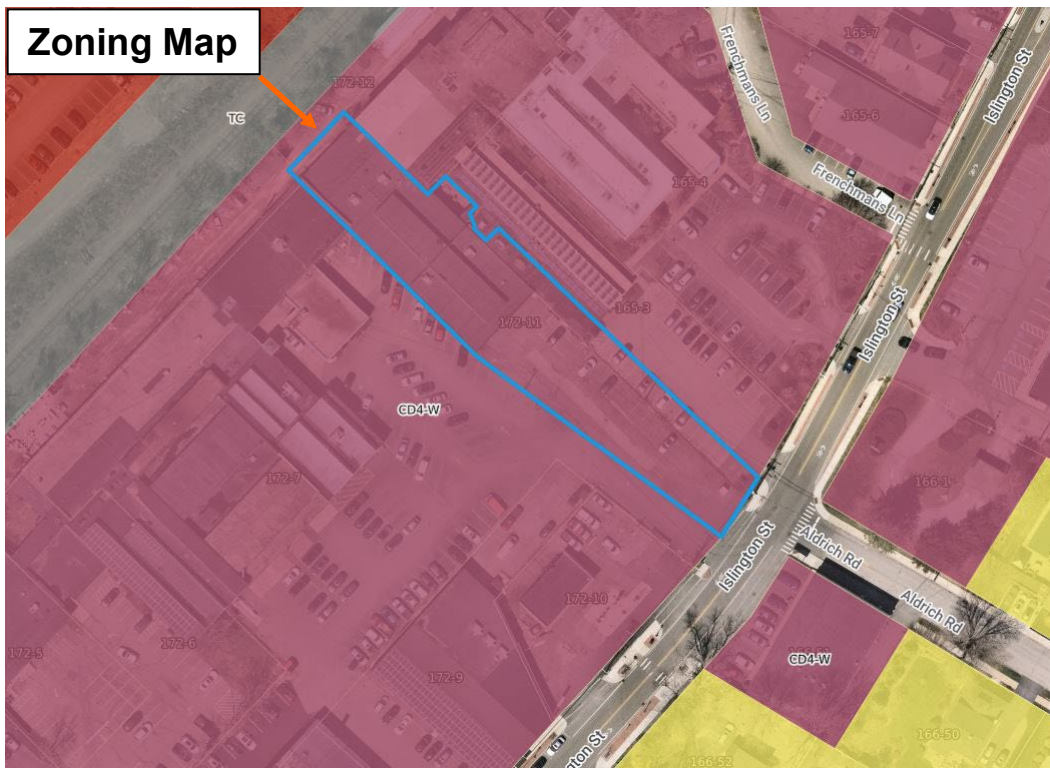 Zoning Map
172-12
TC
Frenchmans Ln
165-7
Islington St
165-6
165-4
Frenchmans Ln
Islington St
165-3
172-11
CD4-W
172-7
166-1
Islington St
Aldrich Rd
Aldrich Rd
172-10
172-5
172-6
172-9
CD4-W
Islington St
166-52
166-50